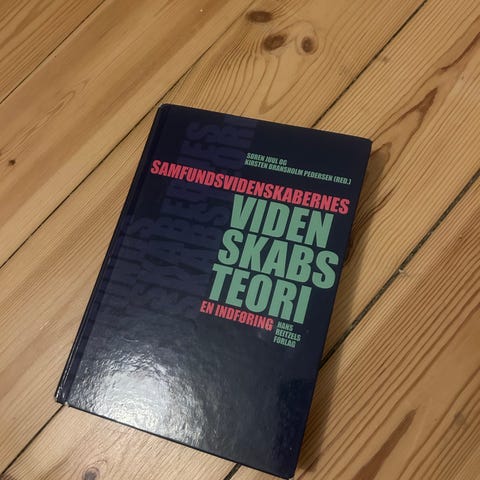 SØREN JUUL OG
KIRSTEN BRANSHOLM PEDERSEN (RED.)
SAMFUNDSVIDENSKABERNES
VIDEN
SKABS
TEORI
EN INDFØRING
HANS
REITZELS
FORLAG